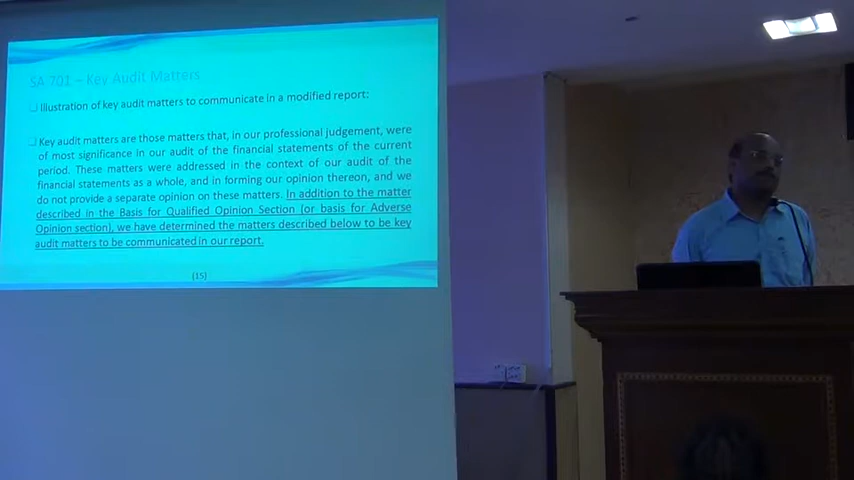 SA 701 – Key Audit Matters
Illustration of key audit matters to communicate in a modified report:
Key audit matters are those matters that, in our professional judgement, were
of most significance in our audit of the financial statements of the current
period. These matters were addressed in the context of our audit of the
financial statements as a whole, and in forming our opinion thereon, and we
do not provide a separate opinion on these matters. In addition to the matter
described in the Basis for Qualified Opinion Section (or basis for Adverse
Opinion section), we have determined the matters described below to be key
audit matters to be communicated in our report.
(15)